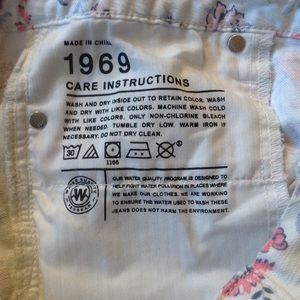 MADE IN CHINA
1969
CARE INSTRUCTIONS
WASH AND DRY INSIDE OUT TO RETAIN COLOR. WASH
AND DRY WITH LIKE COLORS. MACHINE WASH COLD
WITH LIKE COLORS. ONLY NON-CHLORINE BLEACH
WHEN NEEDED. TUMBLE DRY LOW. WARM IRON IF
NECESSARY. DO NOT DRY CLEAN.
30
1166
OUR WATER QUALITY PROGRAM IS DESIGNED TO
HELP FIGHT WATER POLLUTION IN PLACES WHERE
WE MAKE OUR CLOTHES. WE ARE WORKING
TO ENSURE THE WATER USED TO WASH THESE
JEANS DOES NOT HARM THE ENVIRONMENT.
W